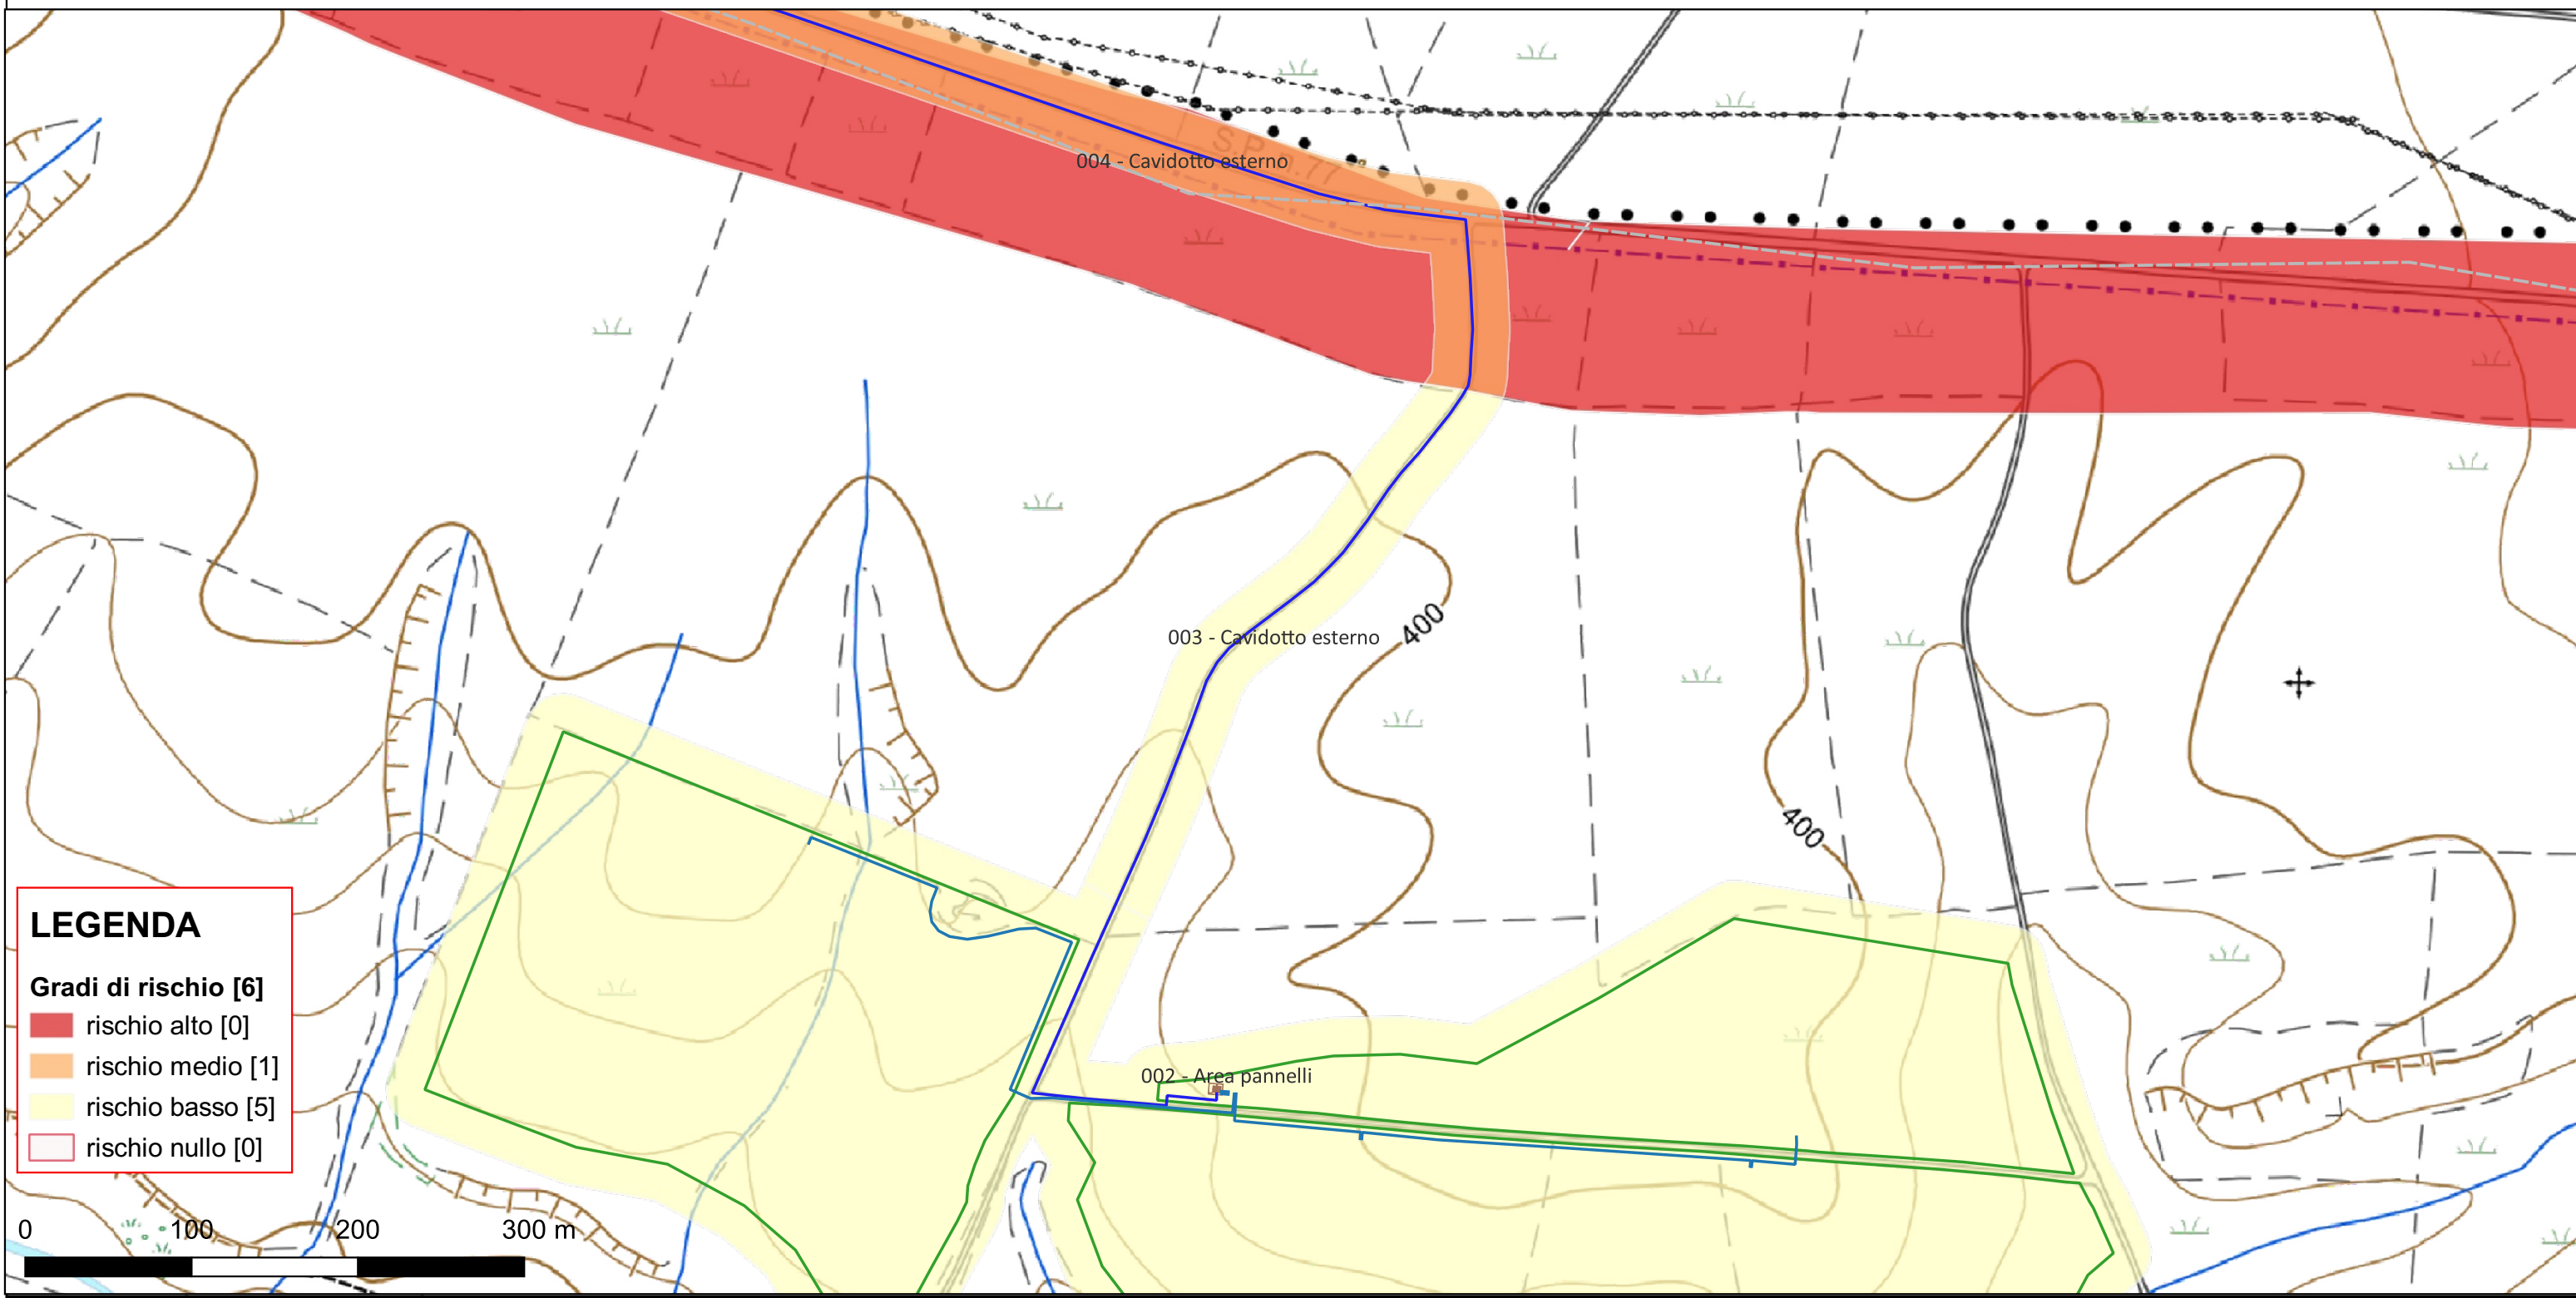 S.P. n.77
004 - Cavidotto esterno
400
003 - Cavidotto esterno
400
002 - Area pannelli
LEGENDA
Gradi di rischio [6]
rischio alto [0]
rischio medio [1]
rischio basso [5]
rischio nullo [0]
0 100 200 300 m